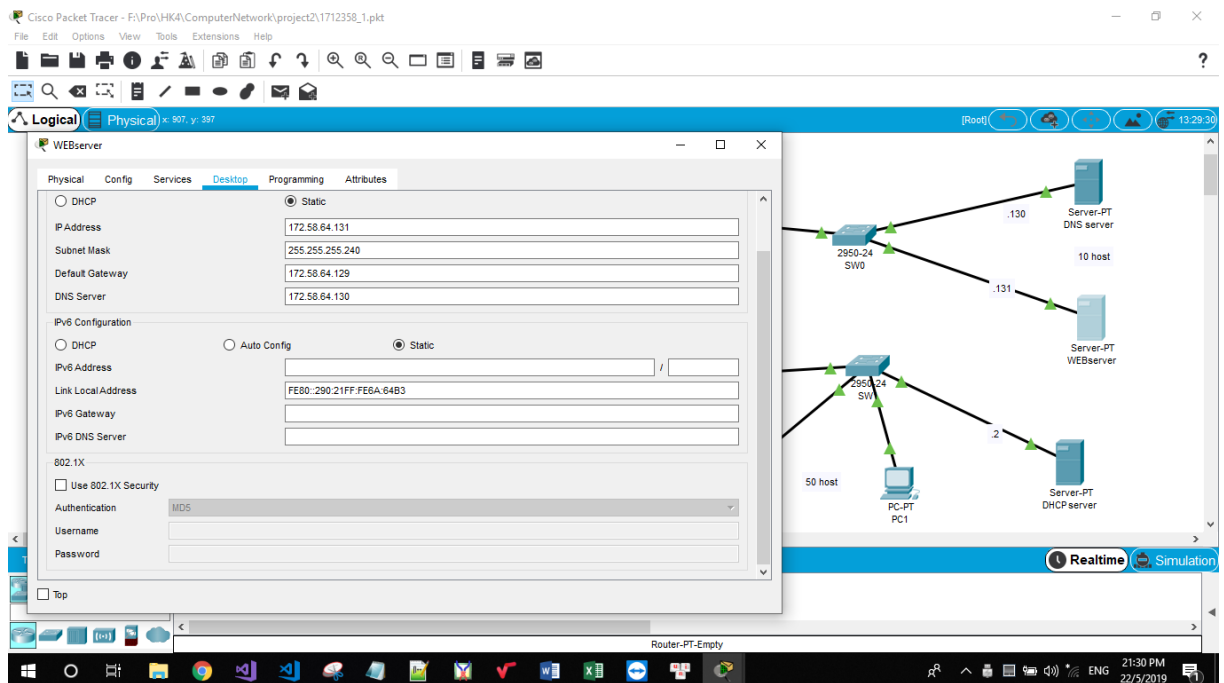 Cisco Packet Tracer - F:\Pro\HK4\ComputerNetwork\project2\1712358_1.pkt
File Edit Options View Tools Extensions Help
?
Logical Physical x: 907, y: 397 [Root] 13:29:30
WEBserver
Physical Config Services Desktop Programming Attributes
DHCP Static
IP Address 172.58.64.131
Subnet Mask 255.255.255.240
Default Gateway 172.58.64.129
DNS Server 172.58.64.130
IPv6 Configuration
DHCP Auto Config Static
IPv6 Address /
Link Local Address FE80::290:21FF:FE6A:64B3
IPv6 Gateway
IPv6 DNS Server
802.1X
Use 802.1X Security
Authentication MD5
Username
Password
Top
.130
Server-PT
DNS server
2950-24
SW0
10 host
.131
Server-PT
WEBserver
2950-24
SW
.2
50 host
Server-PT
DHCP server
PC-PT
PC1
Realtime Simulation
Router-PT-Empty
ENG
21:30 PM
22/5/2019